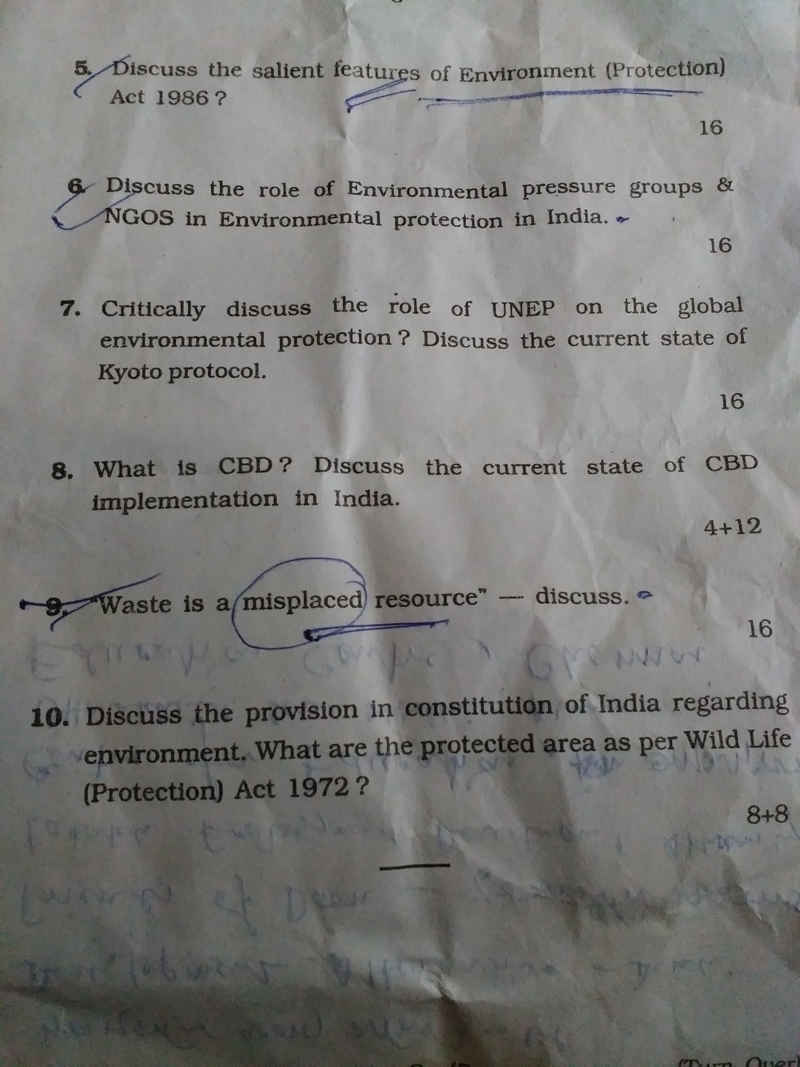 5. Discuss the salient features of Environment (Protection)
Act 1986 ?
16
6. Discuss the role of Environmental pressure groups &
NGOS in Environmental protection in India.
16
7. Critically discuss the role of UNEP on the global
environmental protection ? Discuss the current state of
Kyoto protocol.
16
8. What is CBD ? Discuss the current state of CBD
implementation in India.
4+12
9. "Waste is a misplaced resource" — discuss.
16
10. Discuss the provision in constitution of India regarding
environment. What are the protected area as per Wild Life
(Protection) Act 1972 ?
8+8
(Turn Over)